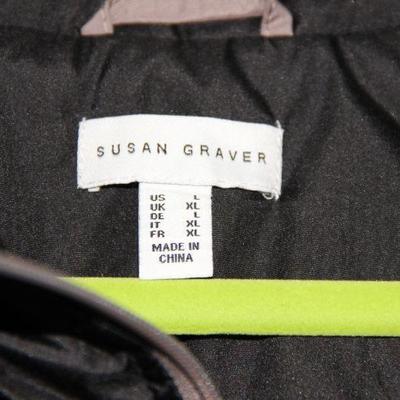 SUSAN GRAVER
US L
UK XL
DE L
IT XL
FR XL
MADE IN
CHINA